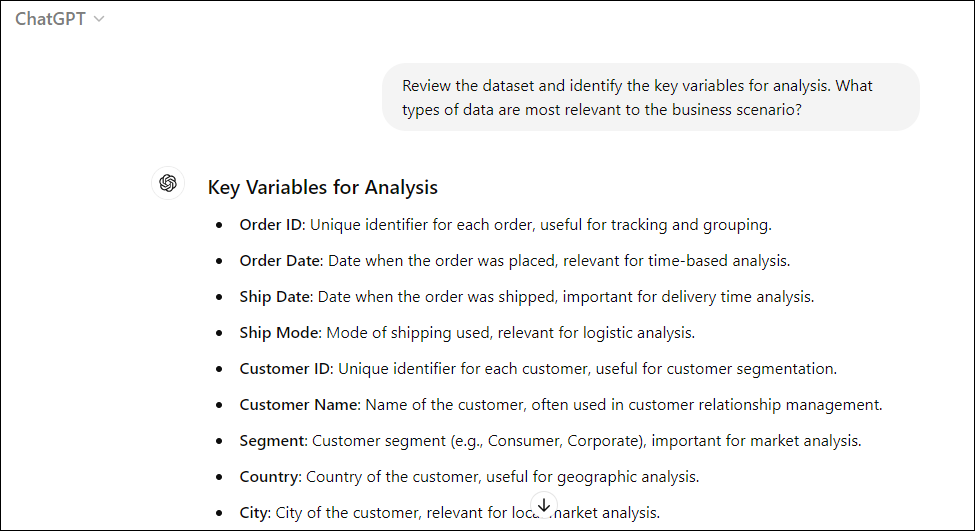 ChatGPT
Review the dataset and identify the key variables for analysis. What
types of data are most relevant to the business scenario?
Key Variables for Analysis
Order ID: Unique identifier for each order, useful for tracking and grouping.
Order Date: Date when the order was placed, relevant for time-based analysis.
Ship Date: Date when the order was shipped, important for delivery time analysis.
Ship Mode: Mode of shipping used, relevant for logistic analysis.
Customer ID: Unique identifier for each customer, useful for customer segmentation.
Customer Name: Name of the customer, often used in customer relationship management.
Segment: Customer segment (e.g., Consumer, Corporate), important for market analysis.
Country: Country of the customer, useful for geographic analysis.
City: City of the customer, relevant for local market analysis.